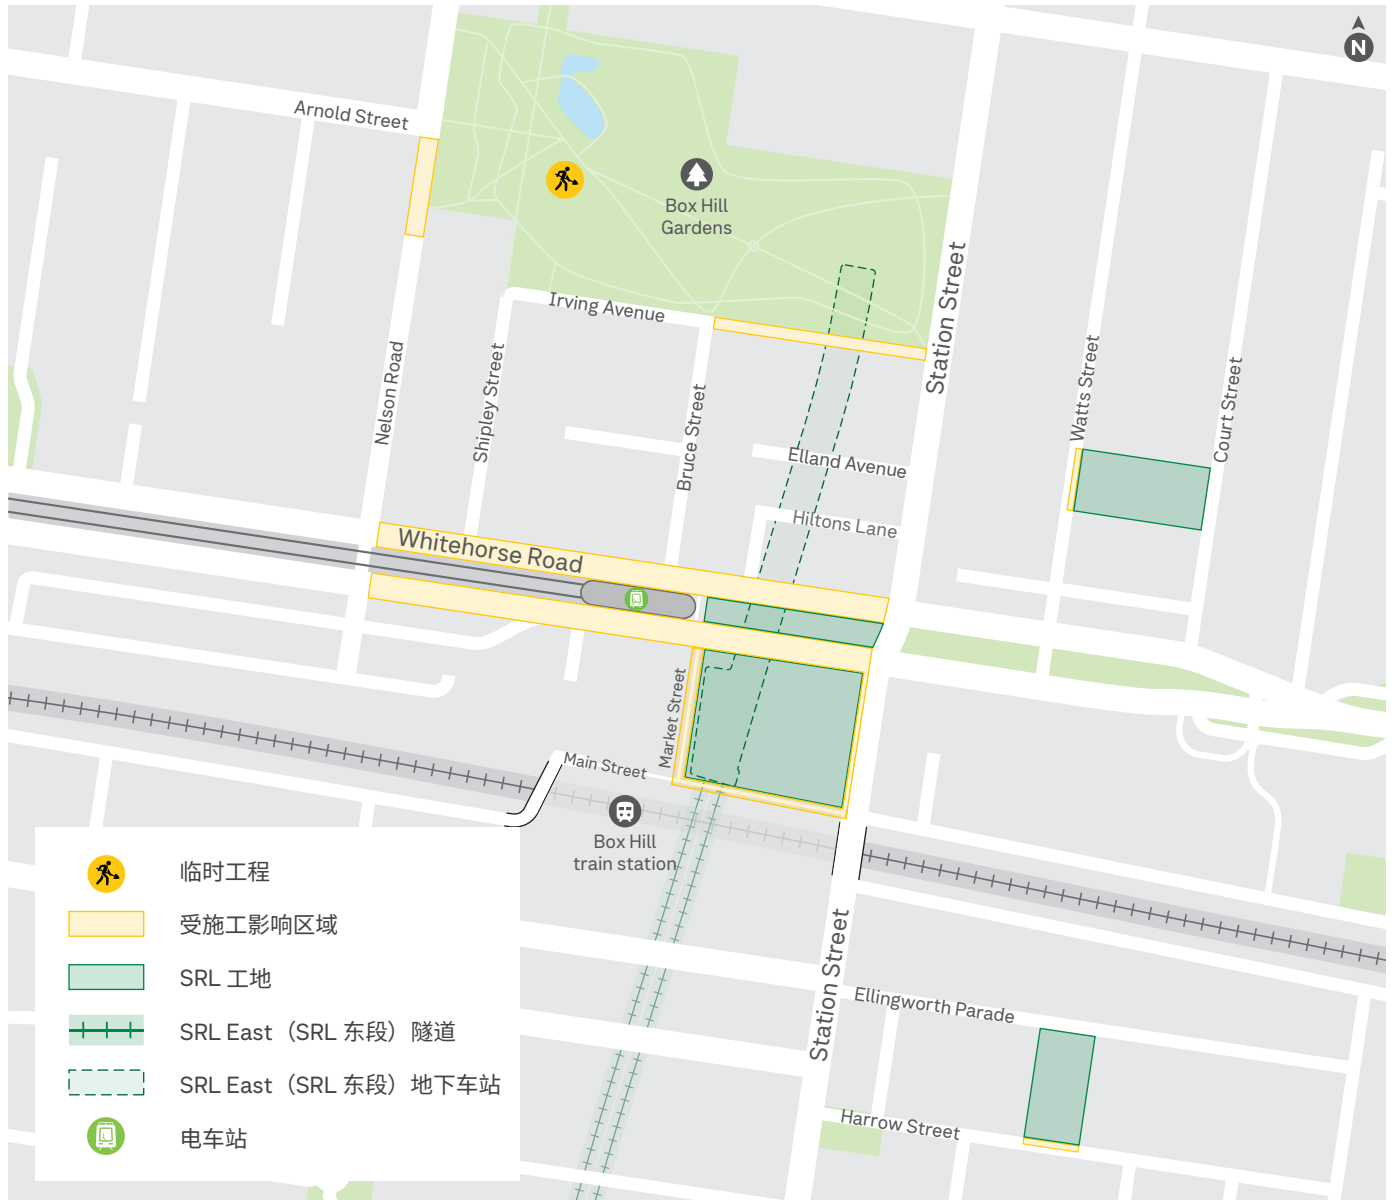 N
Arnold Street
Box Hill
Gardens
Station Street
Irving Avenue
Nelson Road
Shipley Street
Bruce Street
Watts Street
Court Street
Elland Avenue
Hiltons Lane
Whitehorse Road
Market Street
Main Street
Box Hill
train station
Station Street
Ellingworth Parade
Harrow Street
临时工程
受施工影响区域
SRL 工地
SRL East（SRL 东段）隧道
SRL East（SRL 东段）地下车站
电车站